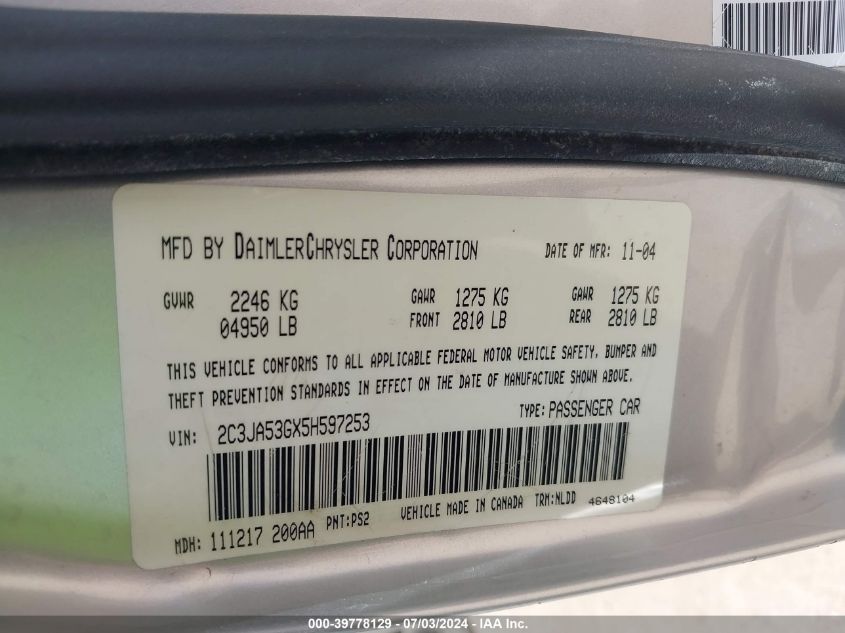 MFD BY DAIMLERCHRYSLER CORPORATION DATE OF MFR: 11-04
GVWR 2246 KG GAWR 1275 KG GAWR 1275 KG
04950 LB FRONT 2810 LB REAR 2810 LB
THIS VEHICLE CONFORMS TO ALL APPLICABLE FEDERAL MOTOR VEHICLE SAFETY, BUMPER AND
THEFT PREVENTION STANDARDS IN EFFECT ON THE DATE OF MANUFACTURE SHOWN ABOVE.
VIN: 2C3JA53GX5H597253 TYPE: PASSENGER CAR
MDH: 111217 200AA PNT:PS2 VEHICLE MADE IN CANADA TRM:NLDD 4648104
000-39778129 - 07/03/2024 - IAA Inc.